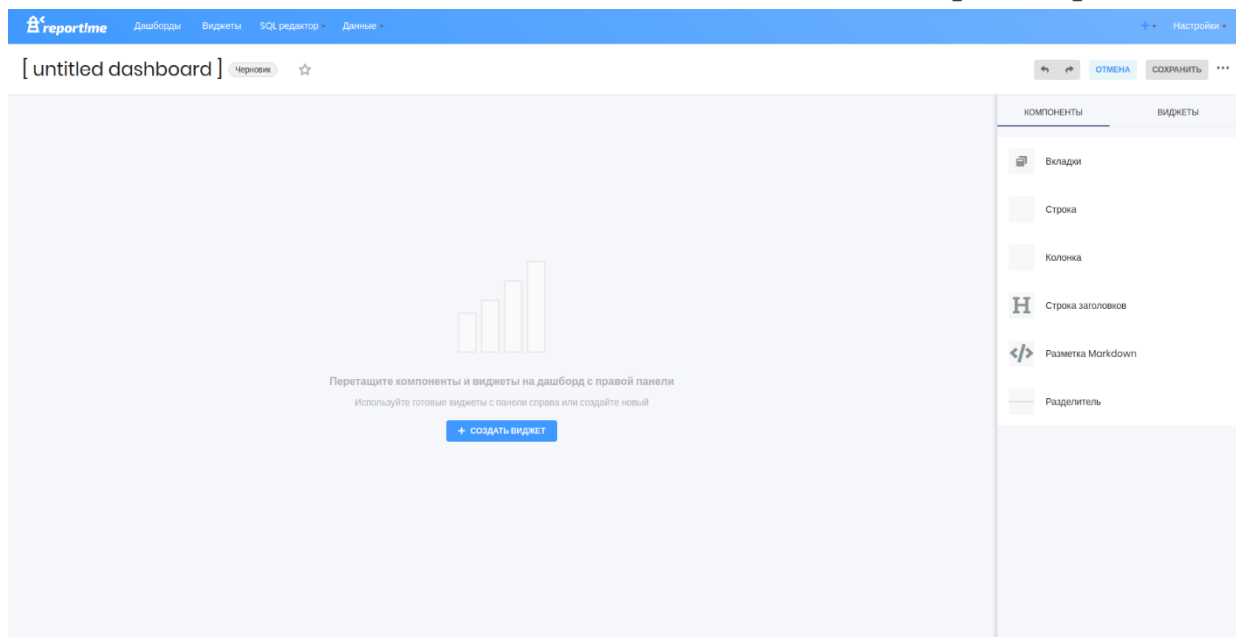 report!me Дашборды Виджеты SQL редактор Данные + Настройки
[ untitled dashboard ] Черновик ОТМЕНА СОХРАНИТЬ •••
КОМПОНЕНТЫ ВИДЖЕТЫ
Вкладки
Строка
Колонка
H Строка заголовков
</> Разметка Markdown
Разделитель
Перетащите компоненты и виджеты на дашборд с правой панели
Используйте готовые виджеты с панели справа или создайте новый
+ СОЗДАТЬ ВИДЖЕТ